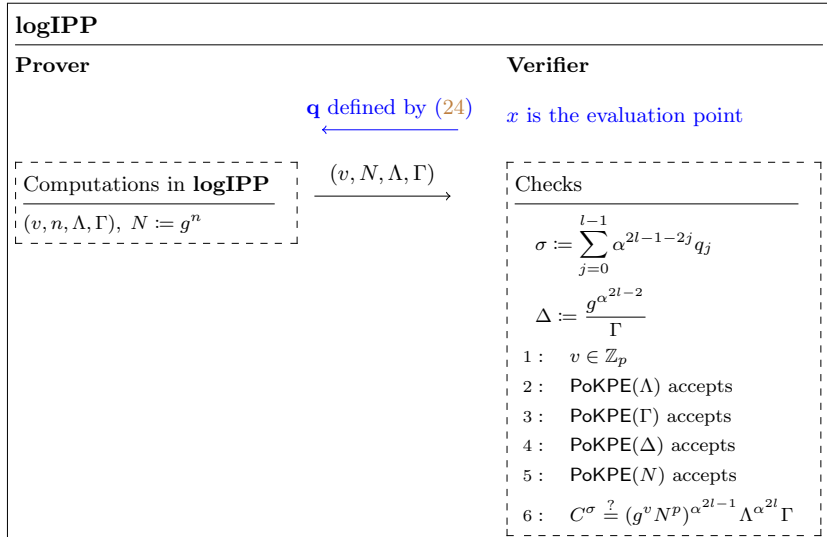 logIPP
Prover Verifier
q defined by (24) x is the evaluation point
(v, N, Λ, Γ)
Computations in logIPP
(v, n, Λ, Γ), N ≔ g^n
Checks
σ ≔ ∑_{j=0}^{l−1} α^{2l−1−2j} q_j
Δ ≔ g^{α^{2l−2}} / Γ
1 : v ∈ ℤ_p
2 : PoKPE(Λ) accepts
3 : PoKPE(Γ) accepts
4 : PoKPE(Δ) accepts
5 : PoKPE(N) accepts
6 : C^σ ≟ (g^v N^p)^{α^{2l−1}} Λ^{α^{2l}} Γ